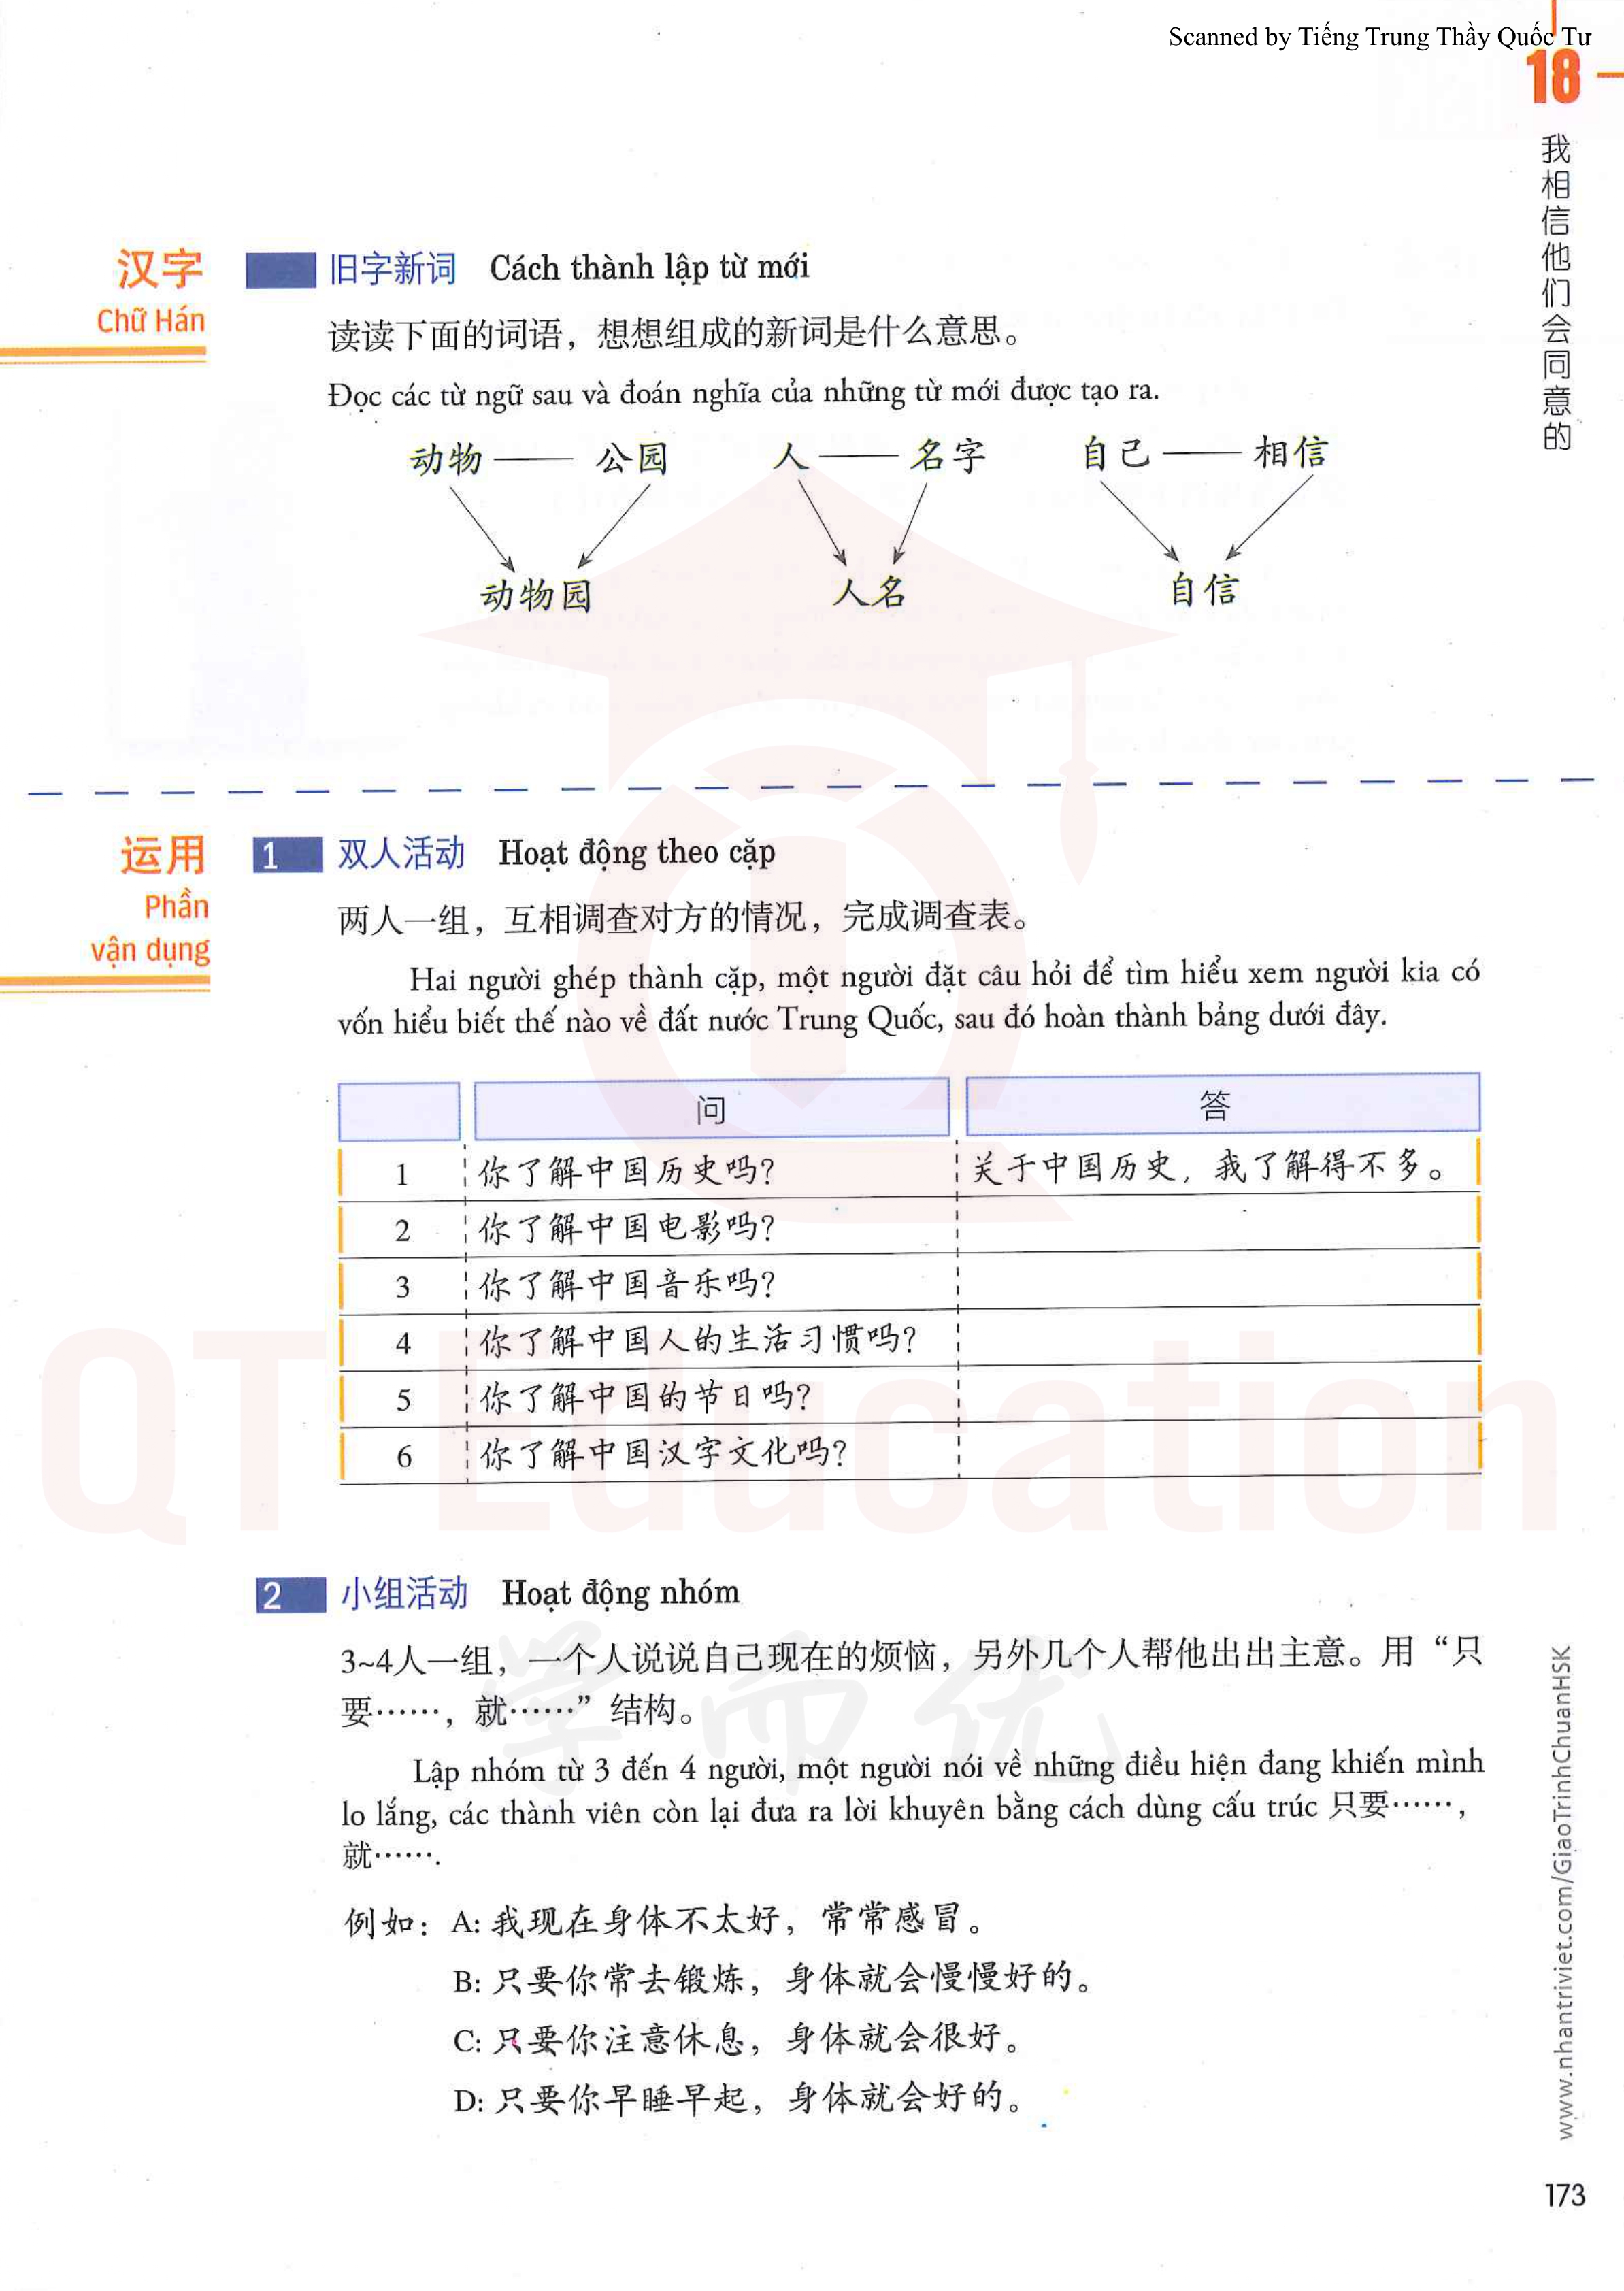 Scanned by Tiếng Trung Thầy Quốc Tư
18
我相信他们会同意的
汉字
Chữ Hán
旧字新词 Cách thành lập từ mới
读读下面的词语，想想组成的新词是什么意思。
Đọc các từ ngữ sau và đoán nghĩa của những từ mới được tạo ra.
动物 —— 公园 人 —— 名字 自己 —— 相信
动物园 人名 自信
运用
Phần
vận dụng
1 双人活动 Hoạt động theo cặp
两人一组，互相调查对方的情况，完成调查表。
Hai người ghép thành cặp, một người đặt câu hỏi để tìm hiểu xem người kia có
vốn hiểu biết thế nào về đất nước Trung Quốc, sau đó hoàn thành bảng dưới đây.
问 答
1 你了解中国历史吗？ 关于中国历史，我了解得不多。
2 你了解中国电影吗？
3 你了解中国音乐吗？
4 你了解中国人的生活习惯吗？
5 你了解中国的节日吗？
6 你了解中国汉字文化吗？
QT Education
2 小组活动 Hoạt động nhóm
学而优
3~4人一组，一个人说说自己现在的烦恼，另外几个人帮他出出主意。用“只
要……，就……”结构。
Lập nhóm từ 3 đến 4 người, một người nói về những điều hiện đang khiến mình
lo lắng, các thành viên còn lại đưa ra lời khuyên bằng cách dùng cấu trúc 只要……，
就…….
例如：A: 我现在身体不太好，常常感冒。
B: 只要你常去锻炼，身体就会慢慢好的。
C: 只要你注意休息，身体就会很好。
D: 只要你早睡早起，身体就会好的。
www.nhantriviet.com/GiaoTrinhChuanHSK
173